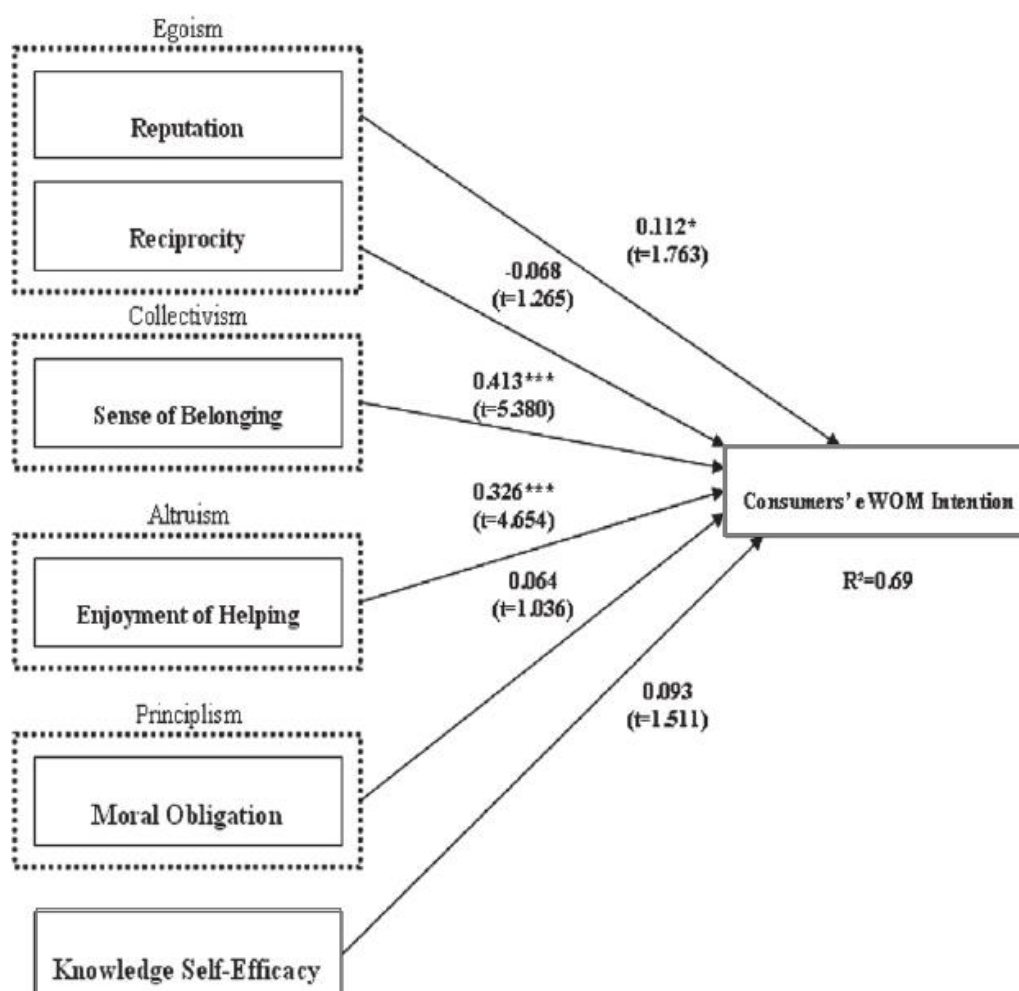 Egoism
Reputation
Reciprocity
0.112*
(t=1.763)
-0.068
(t=1.265)
Collectivism
Sense of Belonging
0.413***
(t=5.380)
Consumers' eWOM Intention
R²=0.69
Altruism
Enjoyment of Helping
0.326***
(t=4.654)
0.064
(t=1.036)
Principlism
Moral Obligation
0.093
(t=1.511)
Knowledge Self-Efficacy